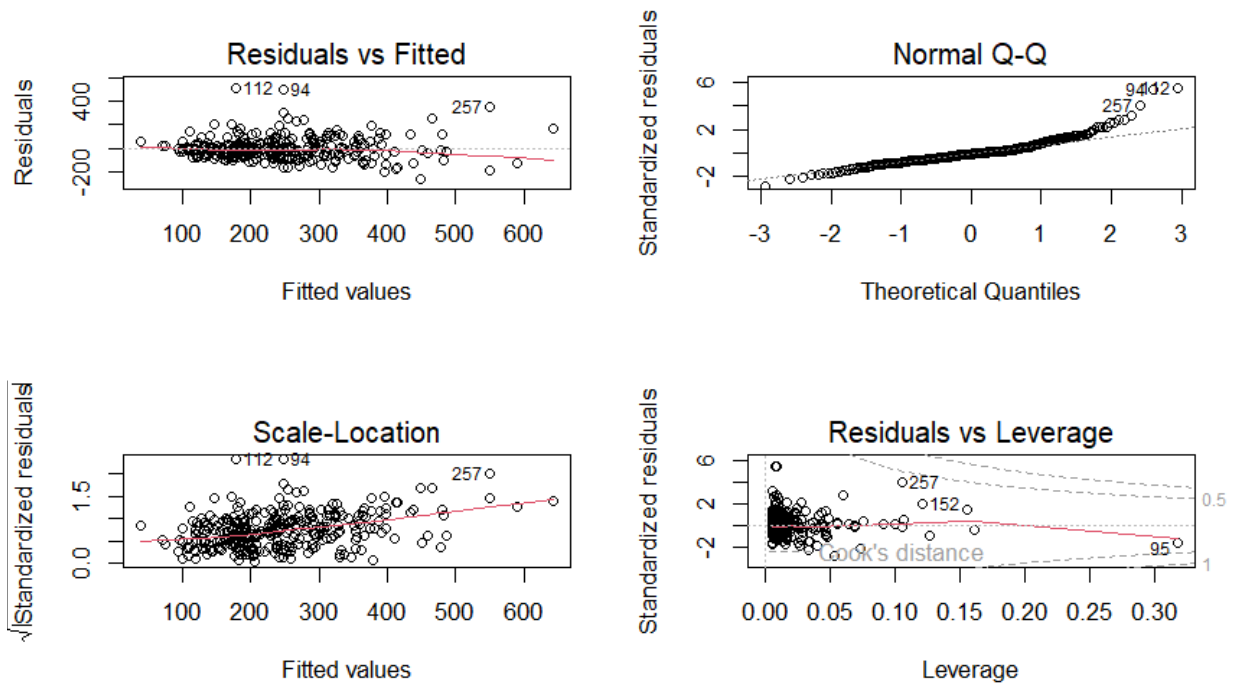 Residuals vs Fitted
Residuals
400
-200
112
94
257
100 200 300 400 500 600
Fitted values
Normal Q-Q
Standardized residuals
6
2
-2
94
112
257
-3 -2 -1 0 1 2 3
Theoretical Quantiles
Scale-Location
√|Standardized residuals|
1.5
0.0
112
94
257
100 200 300 400 500 600
Fitted values
Residuals vs Leverage
Standardized residuals
6
2
-2
257
152
95
Cook's distance
0.5
1
0.00 0.05 0.10 0.15 0.20 0.25 0.30
Leverage